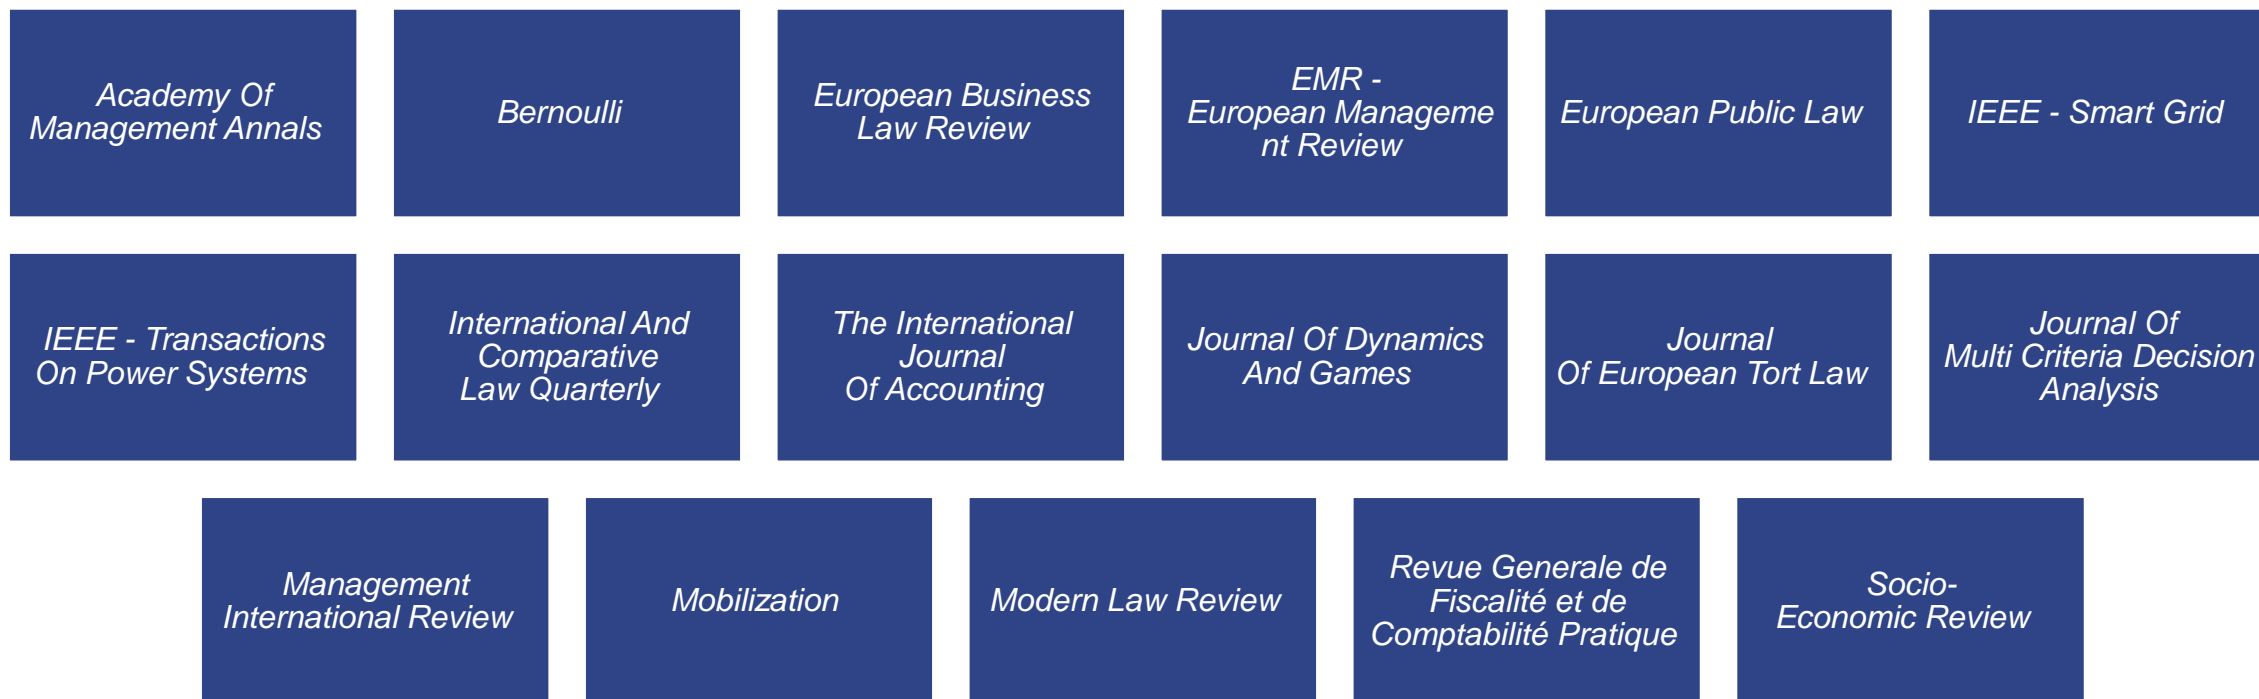 Academy Of
Management Annals
Bernoulli
European Business
Law Review
EMR -
European Manageme
nt Review
European Public Law
IEEE - Smart Grid
IEEE - Transactions
On Power Systems
International And
Comparative
Law Quarterly
The International
Journal
Of Accounting
Journal Of Dynamics
And Games
Journal
Of European Tort Law
Journal Of
Multi Criteria Decision
Analysis
Management
International Review
Mobilization
Modern Law Review
Revue Generale de
Fiscalité et de
Comptabilité Pratique
Socio-
Economic Review